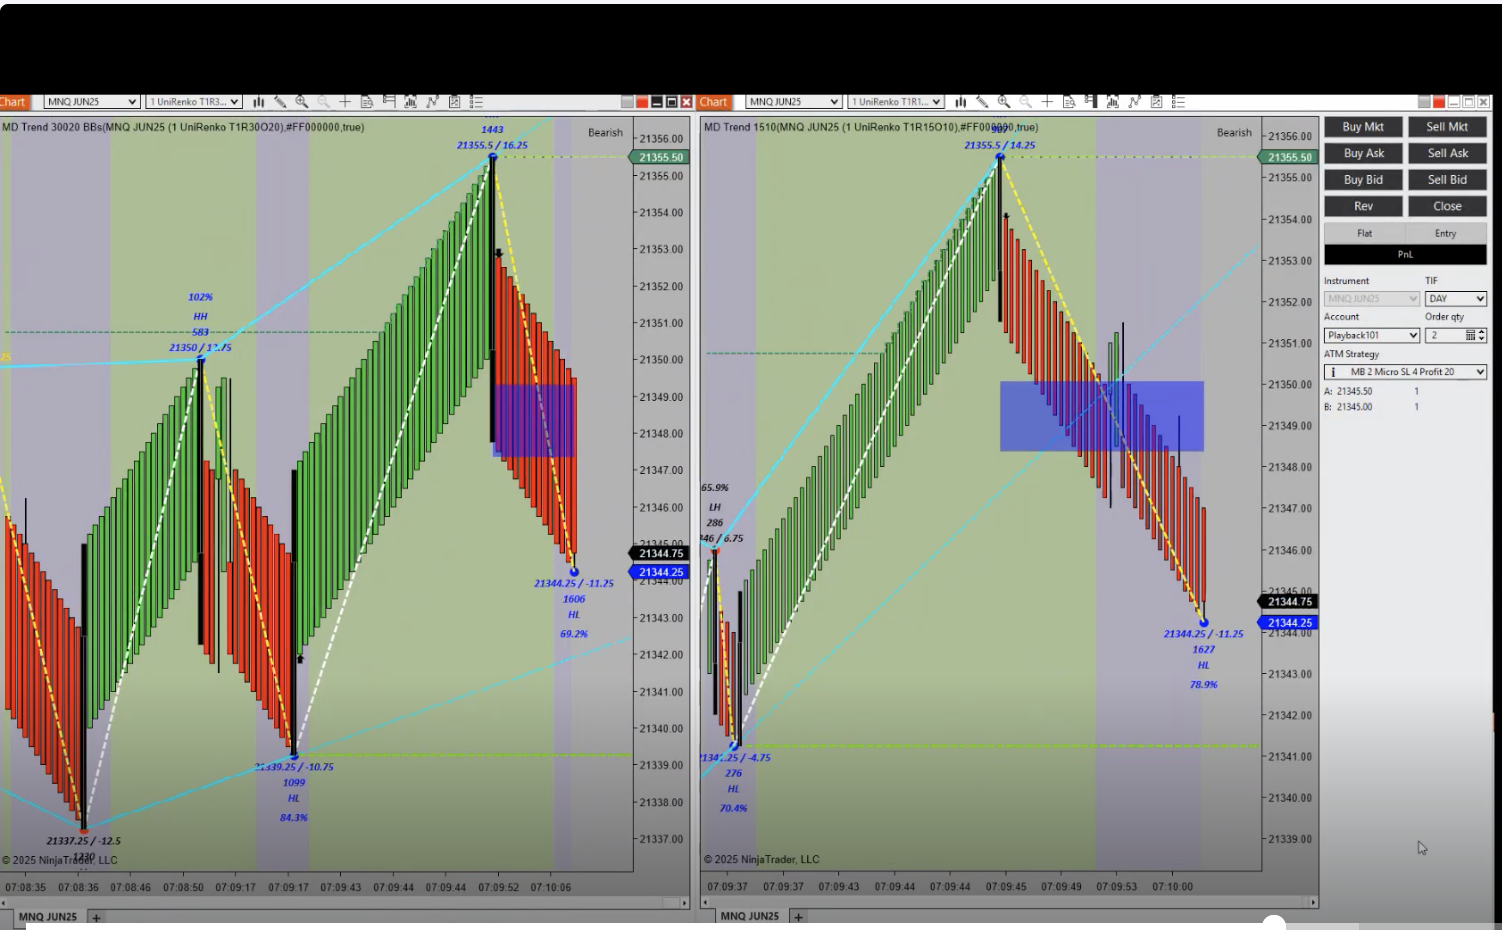 Chart MNQ JUN25 1 UniRenko T1R3... Chart MNQ JUN25 1 UniRenko T1R1...
MD Trend 30020 BBs(MNQ JUN25 (1 UniRenko T1R30O20),#FF000000,true)
Bearish
1443
21355.5 / 16.25
102%
HH
583
21350 / 12.75
25
21344.25 / -11.25
1606
HL
69.2%
21339.25 / -10.75
1099
HL
84.3%
21337.25 / -12.5
1230
© 2025 NinjaTrader, LLC
21356.00
21355.50
21355.00
21354.00
21353.00
21352.00
21351.00
21350.00
21349.00
21348.00
21347.00
21346.00
21344.75
21344.25
21344.00
21343.00
21342.00
21341.00
21340.00
21339.00
21338.00
21337.00
07:08:35 07:08:36 07:08:46 07:08:50 07:09:17 07:09:17 07:09:43 07:09:44 07:09:44 07:09:52 07:10:06
MNQ JUN25 +
MD Trend 1510(MNQ JUN25 (1 UniRenko T1R15O10),#FF000000,true)
Bearish
21355.5 / 14.25
65.9%
LH
286
346 / 6.75
21341.25 / -4.75
276
HL
70.4%
21344.25 / -11.25
1627
HL
78.9%
© 2025 NinjaTrader, LLC
21356.00
21355.50
21355.00
21354.00
21353.00
21352.00
21351.00
21350.00
21349.00
21348.00
21347.00
21346.00
21344.75
21344.25
21344.00
21343.00
21342.00
21341.00
21340.00
21339.00
07:09:37 07:09:37 07:09:43 07:09:44 07:09:44 07:09:45 07:09:49 07:09:53 07:10:00
MNQ JUN25 +
Buy Mkt Sell Mkt
Buy Ask Sell Ask
Buy Bid Sell Bid
Rev Close
Flat Entry
PnL
Instrument TIF
MNQ JUN25 DAY
Account Order qty
Playback101 2
ATM Strategy
i MB 2 Micro SL 4 Profit 20
A: 21345.50 1
B: 21345.00 1